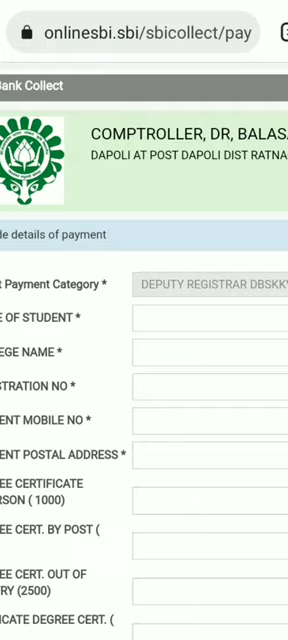 onlinesbi.sbi/sbicollect/pay
Bank Collect
COMPTROLLER, DR, BALAS
DAPOLI AT POST DAPOLI DIST RATNA
de details of payment
t Payment Category *
DEPUTY REGISTRAR DBSKKV
E OF STUDENT *
EGE NAME *
STRATION NO *
ENT MOBILE NO *
ENT POSTAL ADDRESS *
EE CERTIFICATE
RSON ( 1000)
EE CERT. BY POST (
EE CERT. OUT OF
RY (2500)
ICATE DEGREE CERT. (